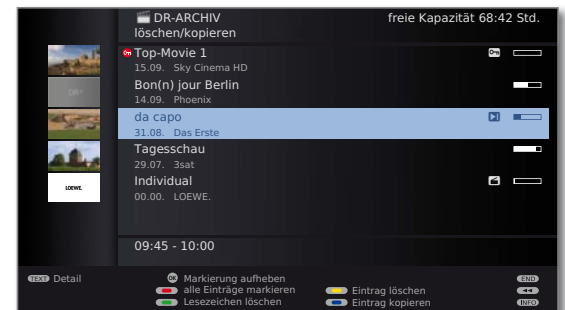 DR-ARCHIV
freie Kapazität 68:42 Std.
löschen/kopieren
Top-Movie 1
15.09. Sky Cinema HD
DR+
Bon(n) jour Berlin
14.09. Phoenix
da capo
31.08. Das Erste
Tagesschau
29.07. 3sat
LOEWE.
Individual
00.00. LOEWE.
09:45 - 10:00
TEXT Detail
OK Markierung aufheben
END
alle Einträge markieren
Eintrag löschen
Lesezeichen löschen
Eintrag kopieren
INFO